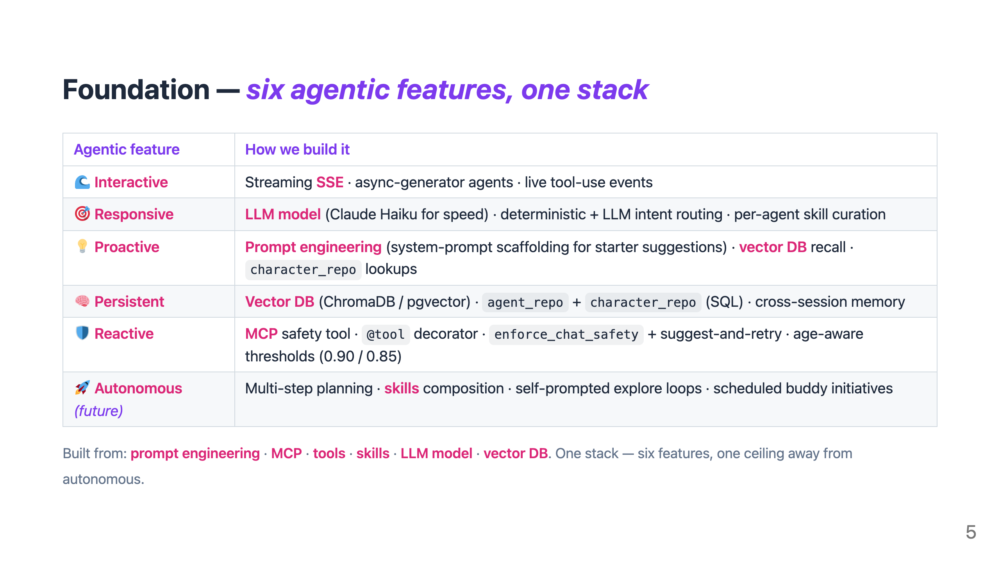 Foundation — six agentic features, one stack
Agentic feature
How we build it
Interactive
Streaming SSE · async-generator agents · live tool-use events
Responsive
LLM model (Claude Haiku for speed) · deterministic + LLM intent routing · per-agent skill curation
Proactive
Prompt engineering (system-prompt scaffolding for starter suggestions) · vector DB recall ·
character_repo lookups
Persistent
Vector DB (ChromaDB / pgvector) · agent_repo + character_repo (SQL) · cross-session memory
Reactive
MCP safety tool · @tool decorator · enforce_chat_safety + suggest-and-retry · age-aware
thresholds (0.90 / 0.85)
Autonomous
(future)
Multi-step planning · skills composition · self-prompted explore loops · scheduled buddy initiatives
Built from: prompt engineering · MCP · tools · skills · LLM model · vector DB. One stack — six features, one ceiling away from
autonomous.
5